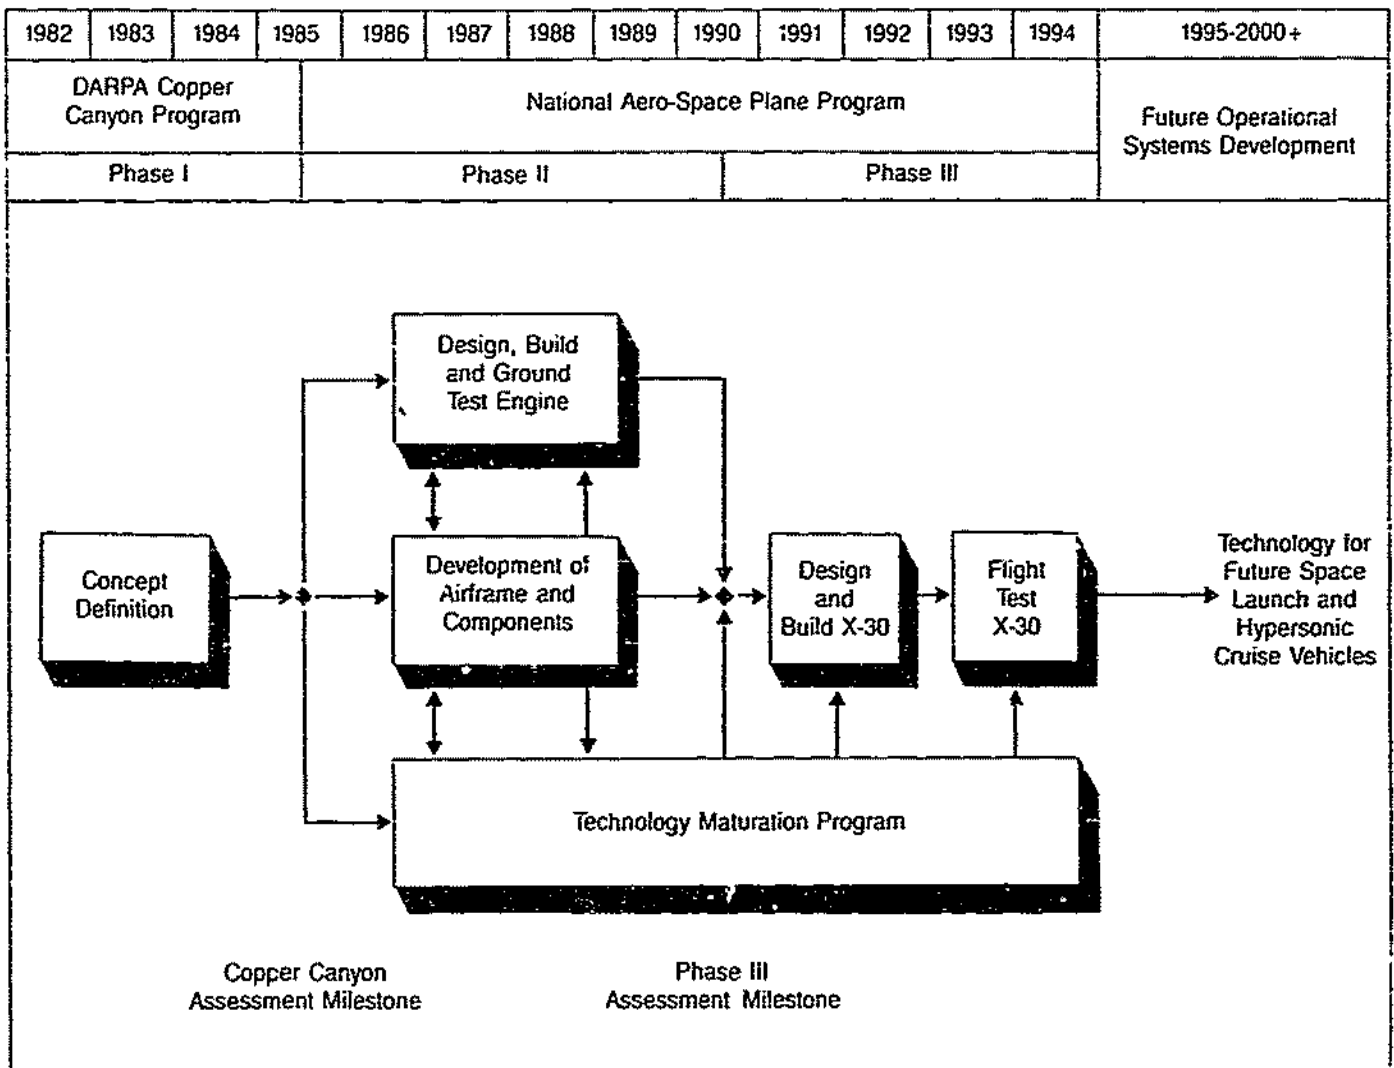 1982 1983 1984 1985 1986 1987 1988 1989 1990 1991 1992 1993 1994 1995-2000+
DARPA Copper
Canyon Program
National Aero-Space Plane Program
Future Operational
Systems Development
Phase I
Phase II
Phase III
Design, Build
and Ground
Test Engine
Concept
Definition
Development of
Airframe and
Components
Design
and
Build X-30
Flight
Test
X-30
Technology for
Future Space
Launch and
Hypersonic
Cruise Vehicles
Technology Maturation Program
Copper Canyon
Assessment Milestone
Phase III
Assessment Milestone